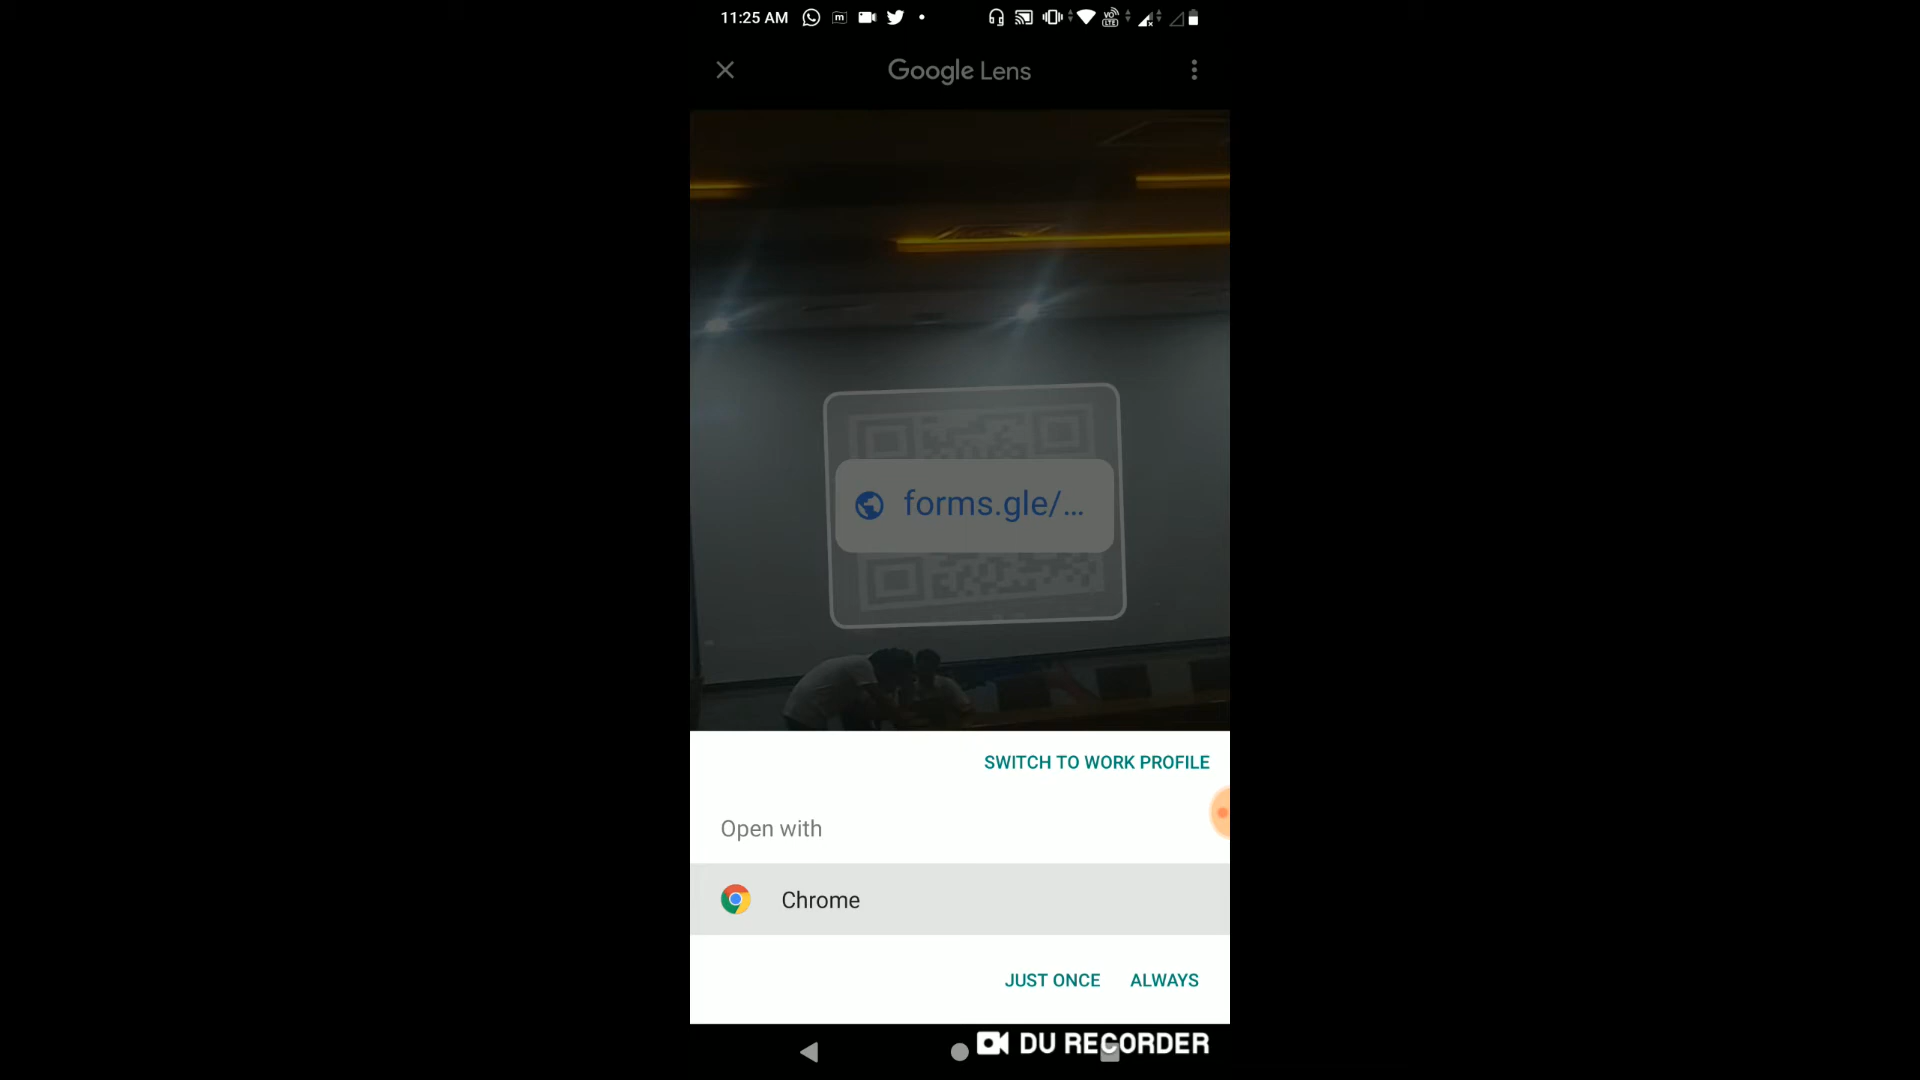 11:25 AM
Google Lens
forms.gle/...
SWITCH TO WORK PROFILE
Open with
Chrome
JUST ONCE ALWAYS
DU RECORDER